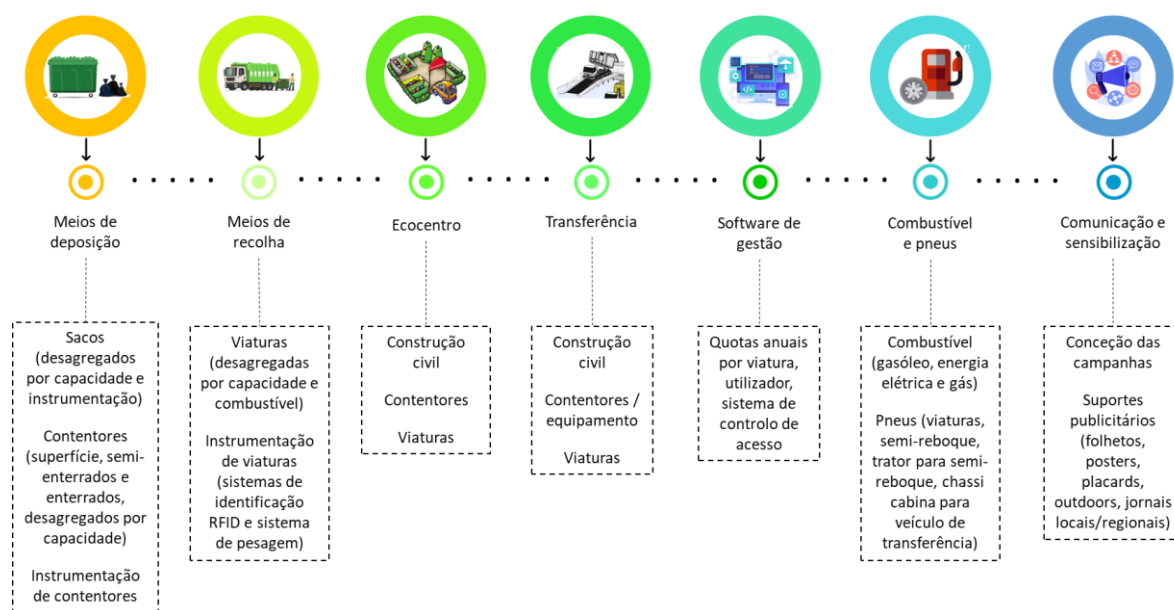 Meios de
deposição
Meios de
recolha
Ecocentro
Transferência
Software de
gestão
Combustível
e pneus
Comunicação e
sensibilização
Sacos
(desagregados
por capacidade e
instrumentação)
Contentores
(superfície, semi-
enterrados e
enterrados,
desagregados por
capacidade)
Instrumentação
de contentores
Viaturas
(desagregadas
por capacidade e
combustível)
Instrumentação
de viaturas
(sistemas de
identificação
RFID e sistema
de pesagem)
Construção
civil
Contentores
Viaturas
Construção
civil
Contentores /
equipamento
Viaturas
Quotas anuais
por viatura,
utilizador,
sistema de
controlo de
acesso
Combustível
(gasóleo, energia
elétrica e gás)
Pneus (viaturas,
semi-reboque,
trator para semi-
reboque, chassi
cabina para
veículo de
transferência)
Conceção das
campanhas
Suportes
publicitários
(folhetos,
posters,
placards,
outdoors, jornais
locais/regionais)